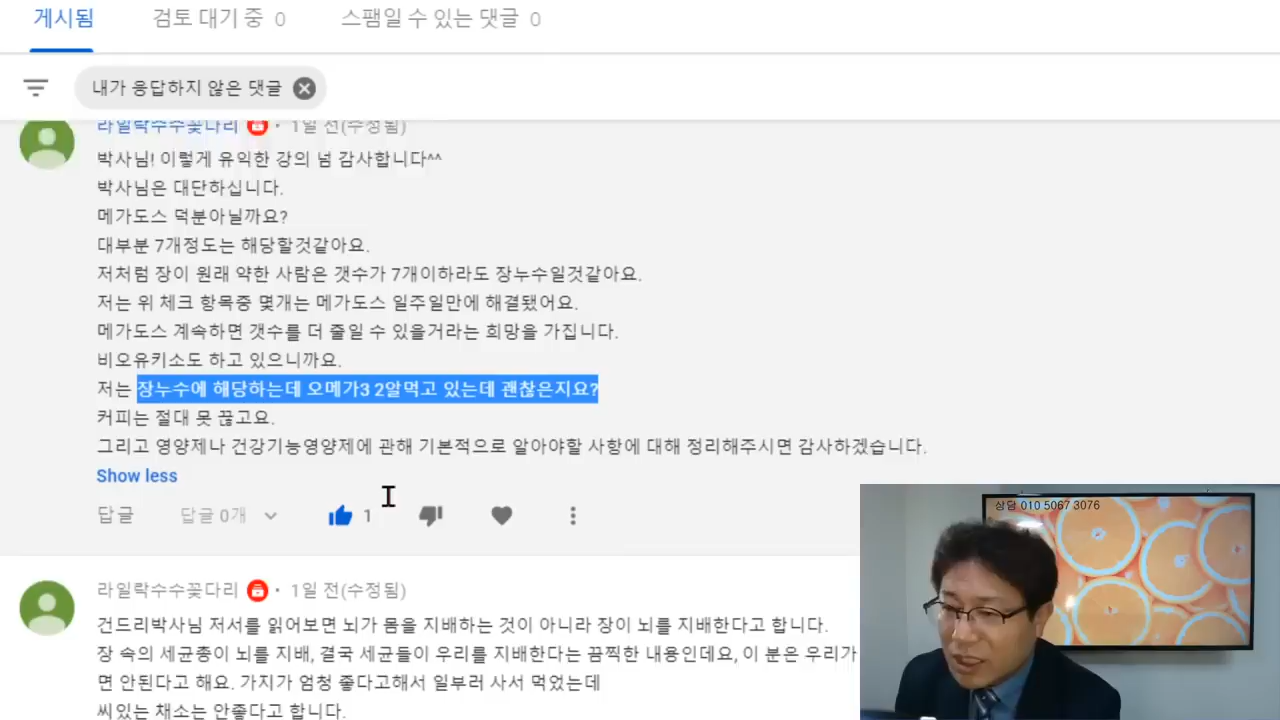 게시됨
검토 대기 중 0
스팸일 수 있는 댓글 0
내가 응답하지 않은 댓글
라일락수수꽃다리 · 1일 전(수정됨)
박사님! 이렇게 유익한 강의 넘 감사합니다^^
박사님은 대단하십니다.
메가도스 덕분아닐까요?
대부분 7개정도는 해당할것같아요.
저처럼 장이 원래 약한 사람은 갯수가 7개이하라도 장누수일것같아요.
저는 위 체크 항목중 몇개는 메가도스 일주일만에 해결됐어요.
메가도스 계속하면 갯수를 더 줄일 수 있을거라는 희망을 가집니다.
비오유키소도 하고 있으니까요.
저는 장누수에 해당하는데 오메가3 2알먹고 있는데 괜찮은지요?
커피는 절대 못 끊고요.
그리고 영양제나 건강기능영양제에 관해 기본적으로 알아야할 사항에 대해 정리해주시면 감사하겠습니다.
Show less
답글
답글 0개
1
상담 010 5067 3076
라일락수수꽃다리 · 1일 전(수정됨)
건드리박사님 저서를 읽어보면 뇌가 몸을 지배하는 것이 아니라 장이 뇌를 지배한다고 합니다.
장 속의 세균총이 뇌를 지배, 결국 세균들이 우리를 지배한다는 끔찍한 내용인데요, 이 분은 우리가
면 안된다고 해요. 가지가 엄청 좋다고해서 일부러 사서 먹었는데
씨있는 채소는 안좋다고 합니다.